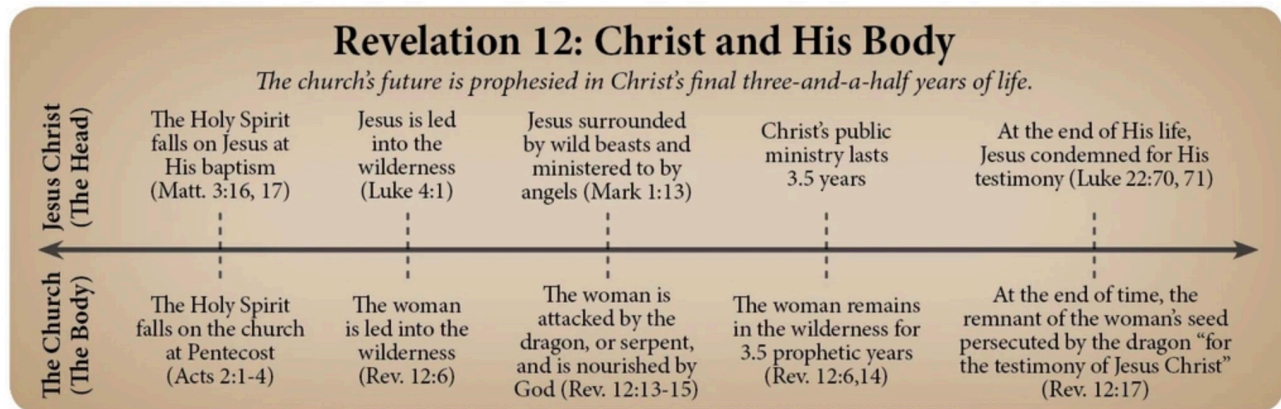 Revelation 12: Christ and His Body
The church's future is prophesied in Christ's final three-and-a-half years of life.
Jesus Christ
(The Head)
The Holy Spirit
falls on Jesus at
His baptism
(Matt. 3:16, 17)
Jesus is led
into the
wilderness
(Luke 4:1)
Jesus surrounded
by wild beasts and
ministered to by
angels (Mark 1:13)
Christ's public
ministry lasts
3.5 years
At the end of His life,
Jesus condemned for His
testimony (Luke 22:70, 71)
The Church
(The Body)
The Holy Spirit
falls on the church
at Pentecost
(Acts 2:1-4)
The woman
is led into the
wilderness
(Rev. 12:6)
The woman is
attacked by the
dragon, or serpent,
and is nourished by
God (Rev. 12:13-15)
The woman remains
in the wilderness for
3.5 prophetic years
(Rev. 12:6,14)
At the end of time, the
remnant of the woman's seed
persecuted by the dragon “for
the testimony of Jesus Christ”
(Rev. 12:17)